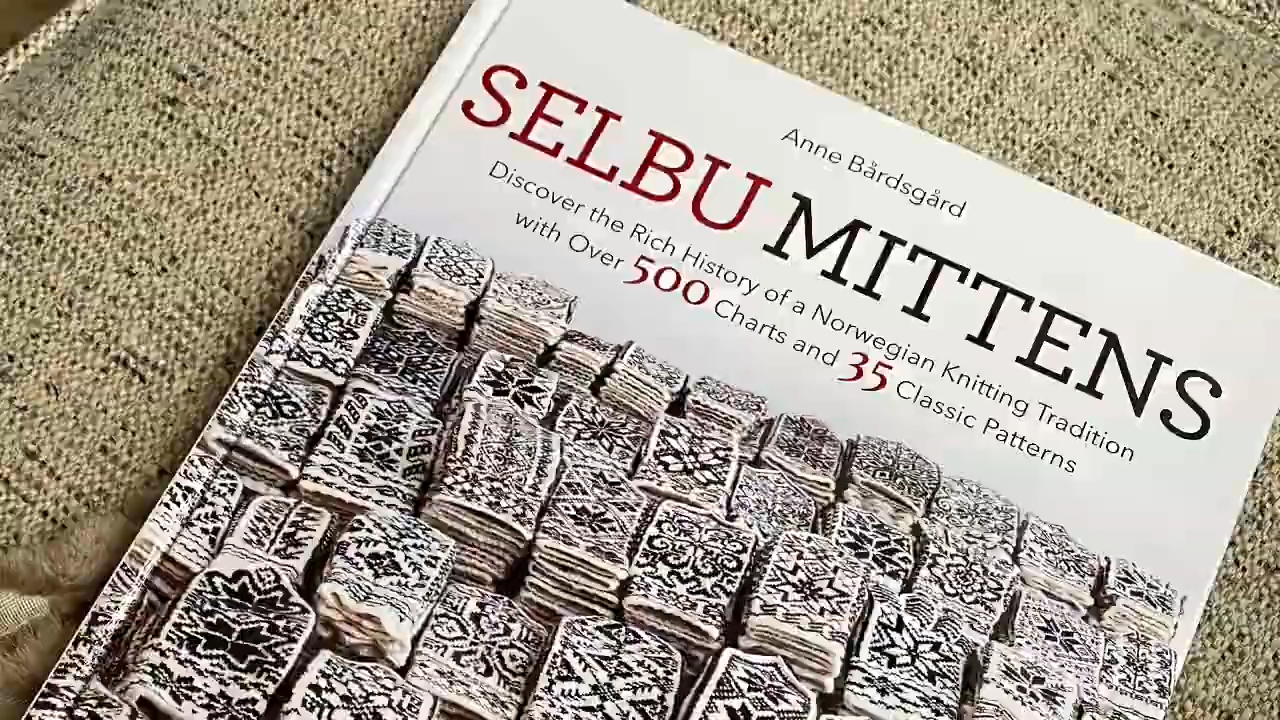 Anne Bårdsgård
SELBU MITTENS
Discover the Rich History of a Norwegian Knitting Tradition
with Over 500 Charts and 35 Classic Patterns